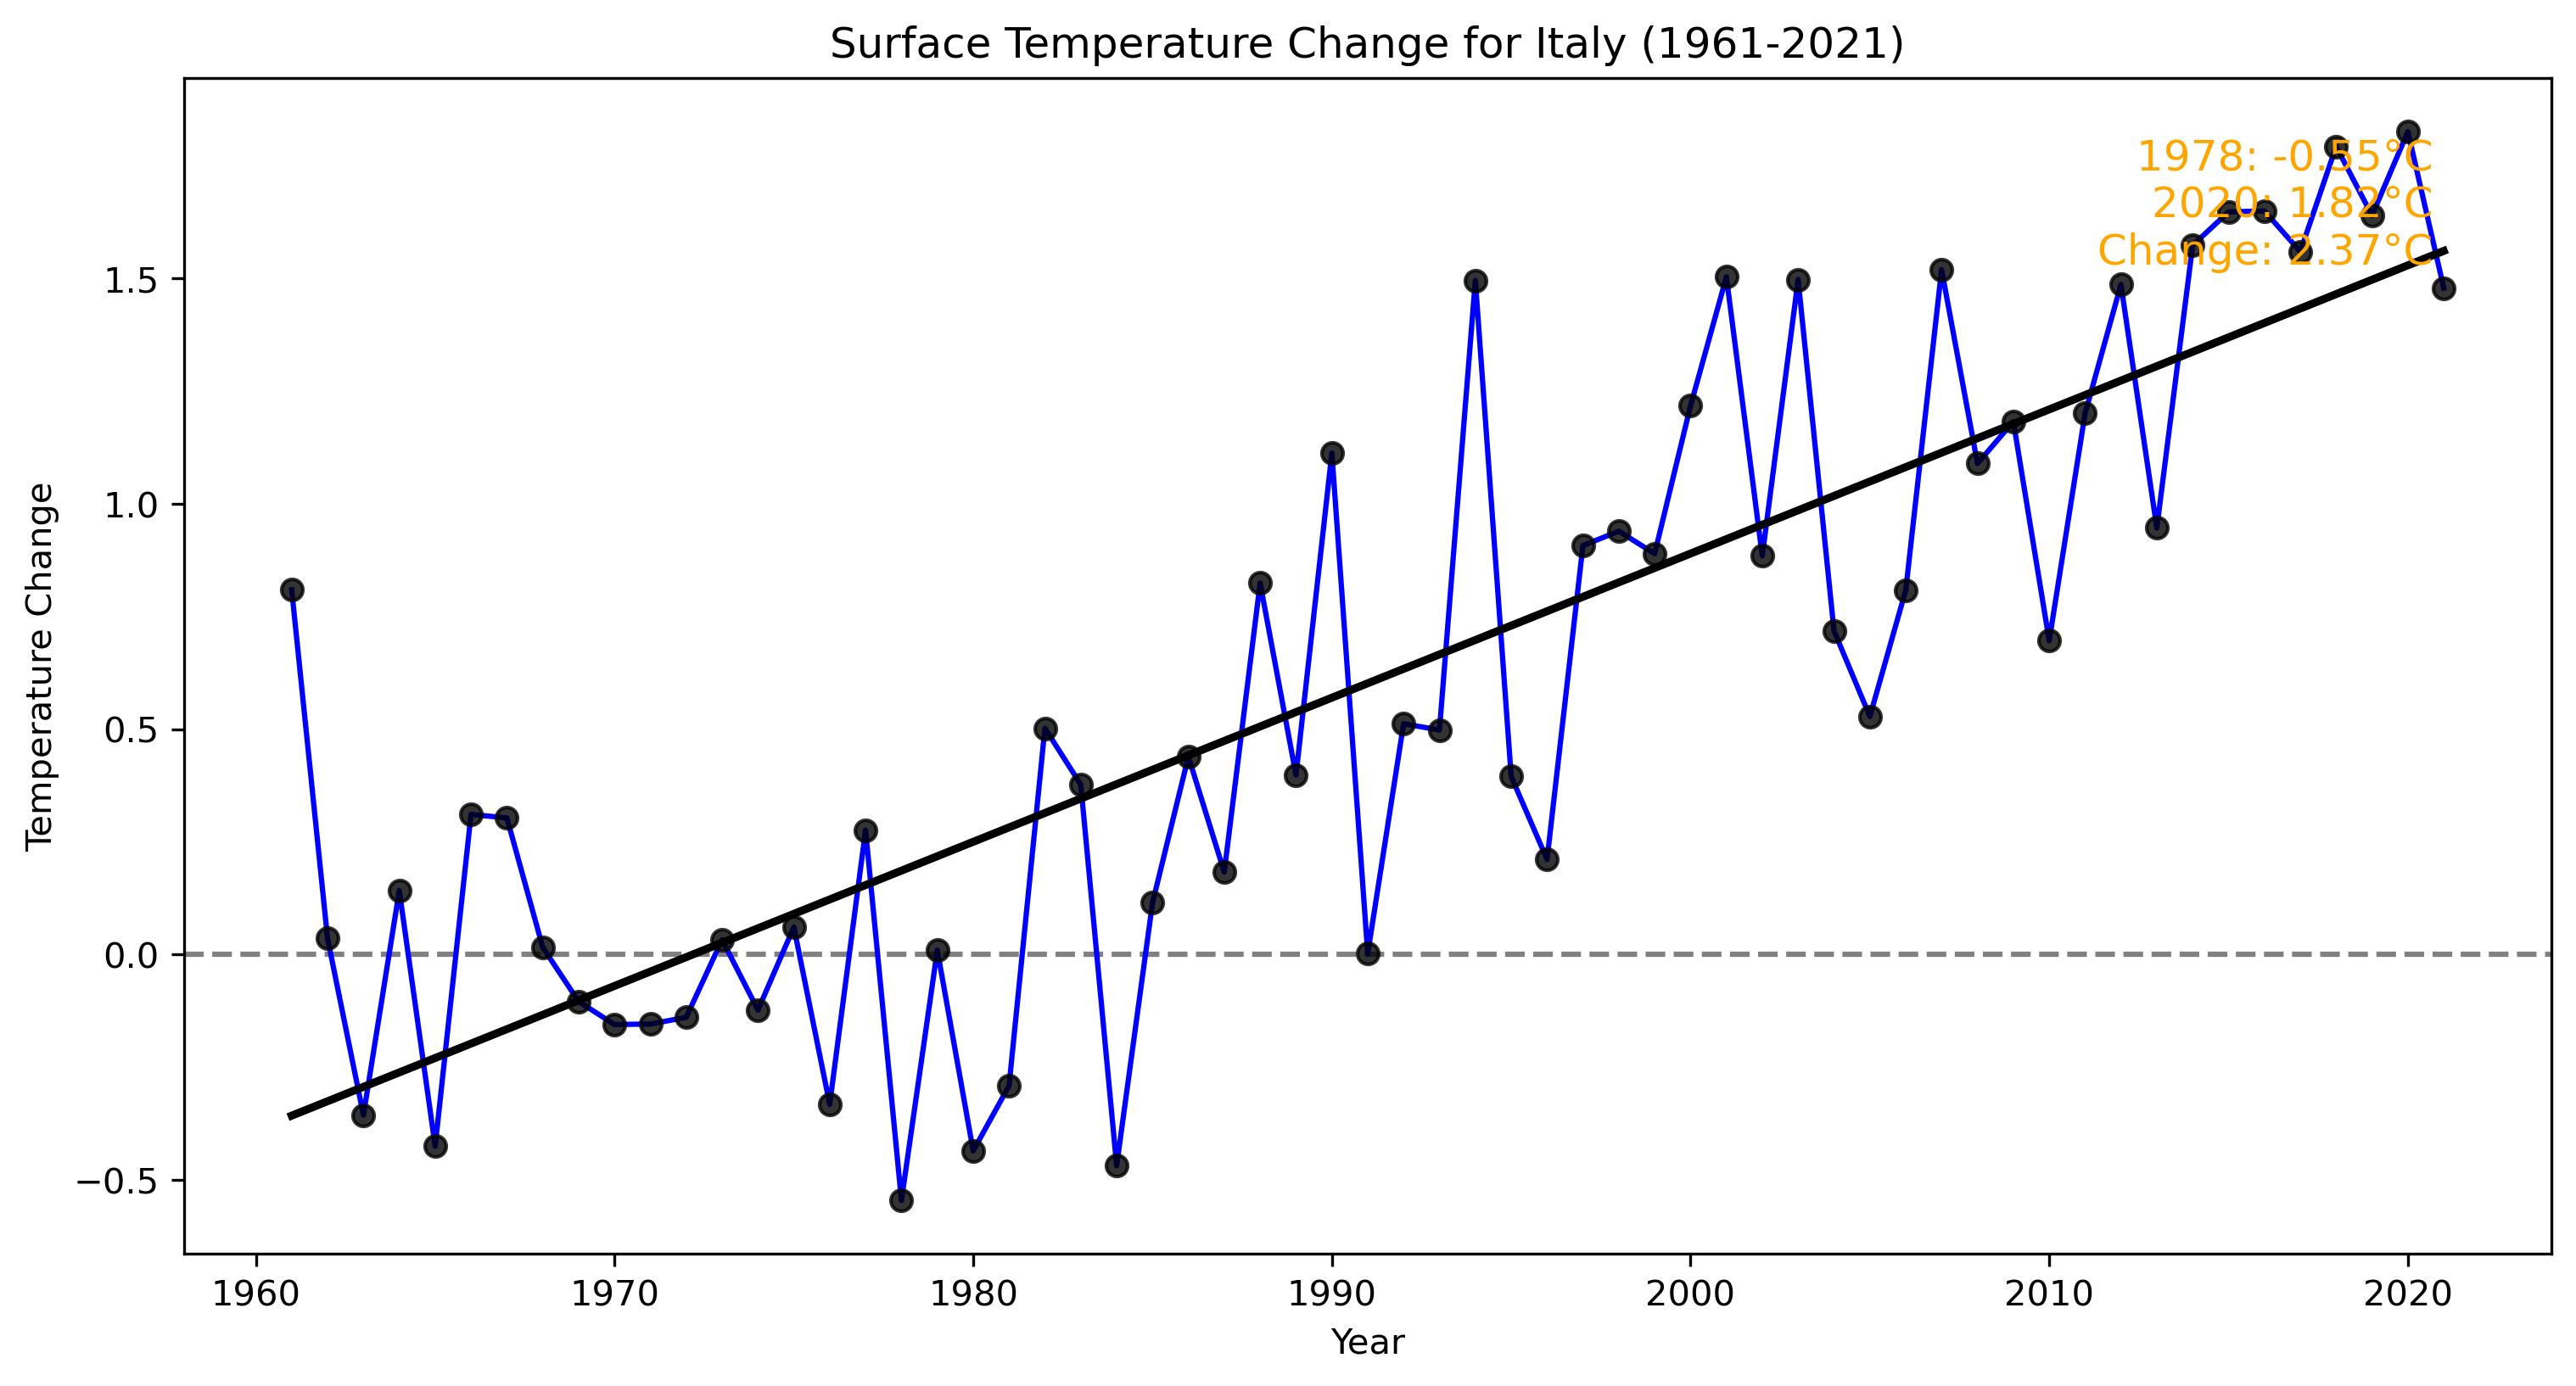 Surface Temperature Change for Italy (1961-2021)
1978: -0.55°C
2020: 1.82°C
Change: 2.37°C
Temperature Change
1.5
1.0
0.5
0.0
−0.5
1960 1970 1980 1990 2000 2010 2020
Year